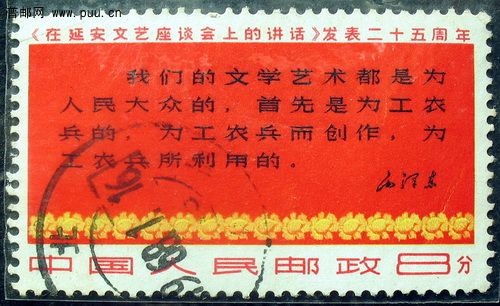 普邮网 www.puu.cn
《在延安文艺座谈会上的讲话》发表二十五周年
我们的文学艺术都是为
人民大众的，首先是为工农
兵的，为工农兵而创作，为
工农兵所利用的。
毛泽东
中国人民邮政 8分